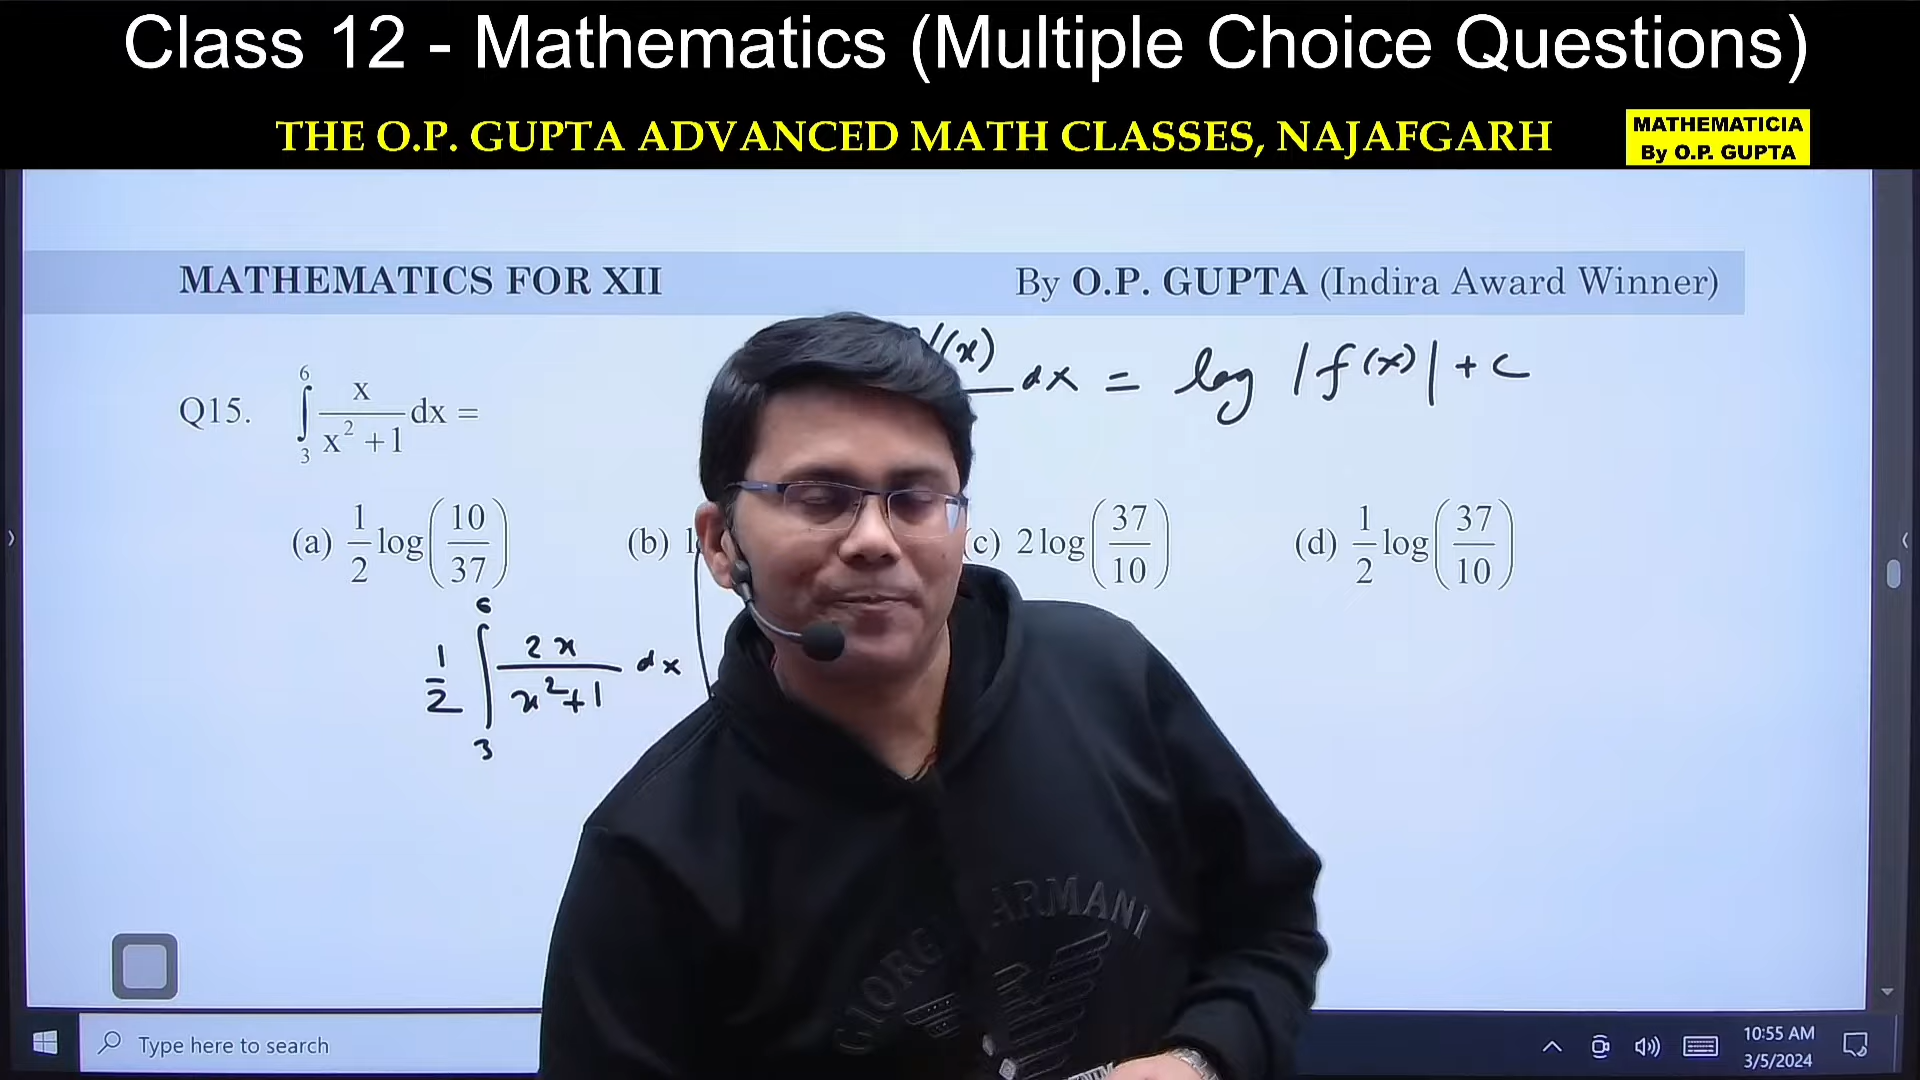 Class 12 - Mathematics (Multiple Choice Questions)
THE O.P. GUPTA ADVANCED MATH CLASSES, NAJAFGARH
MATHEMATICIA
By O.P. GUPTA
MATHEMATICS FOR XII By O.P. GUPTA (Indira Award Winner)
(x) dx = log |f(x)| + c
Q15. ∫₃⁶ x/(x²+1) dx =
(a) 1/2 log(10/37) (b) (c) 2log(37/10) (d) 1/2 log(37/10)
1/2 ∫₃⁶ 2x/(x²+1) dx
GIORGIO ARMANI
Type here to search
10:55 AM
3/5/2024